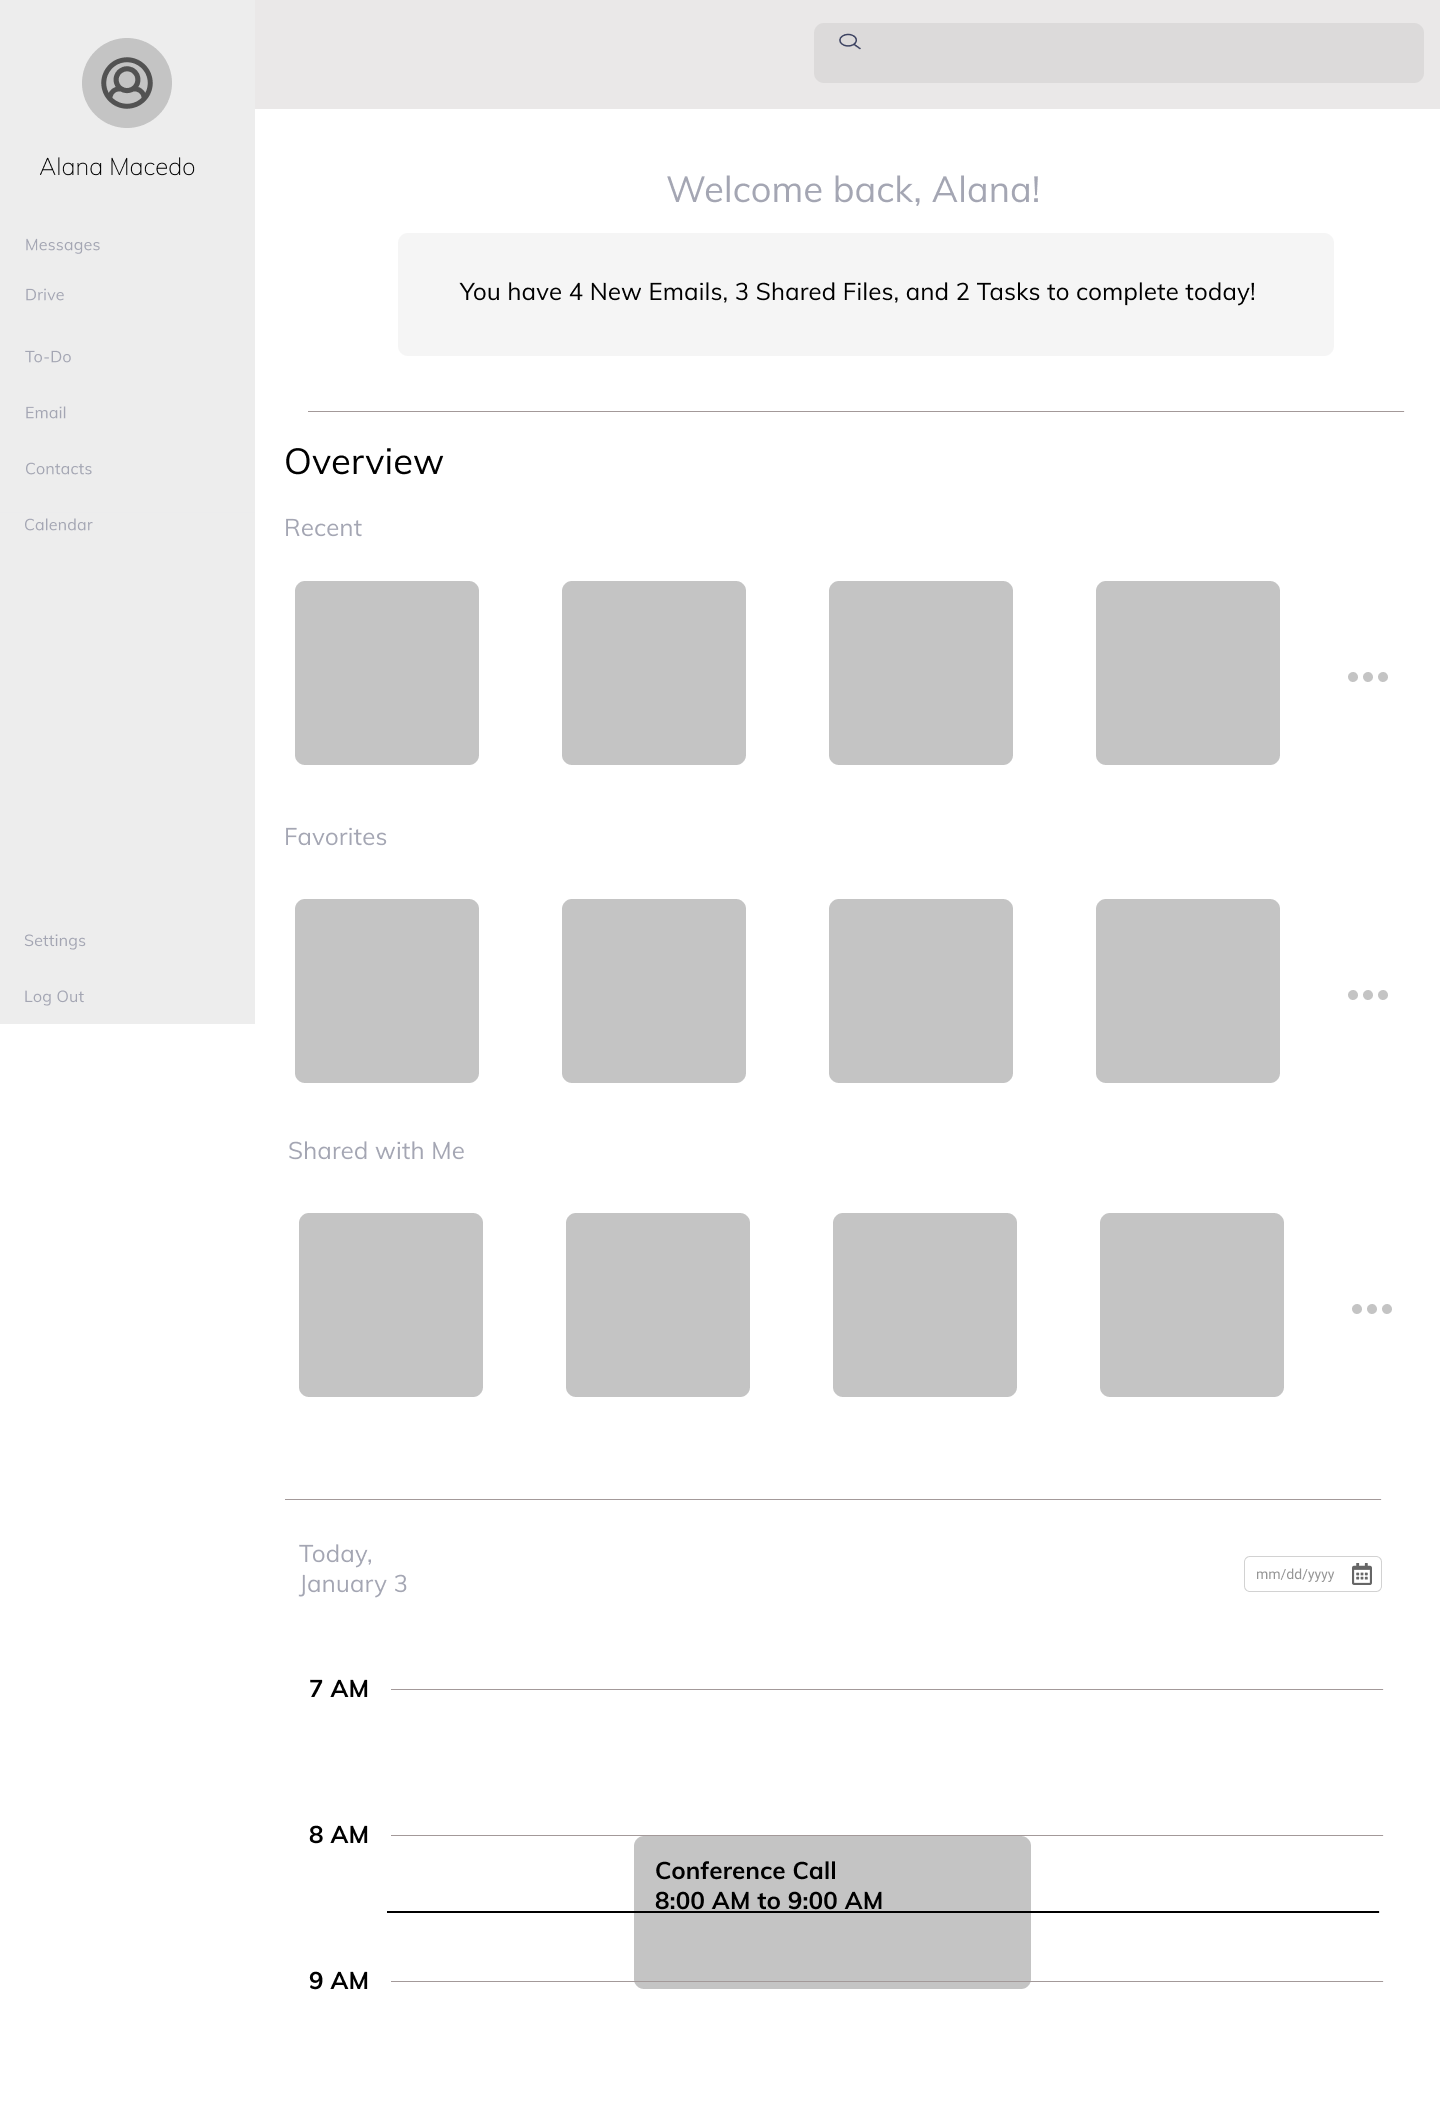 Alana Macedo
Messages
Drive
To-Do
Email
Contacts
Calendar
Settings
Log Out
Welcome back, Alana!
You have 4 New Emails, 3 Shared Files, and 2 Tasks to complete today!
Overview
Recent
Favorites
Shared with Me
Today,
January 3
mm/dd/yyyy
7 AM
8 AM
Conference Call
8:00 AM to 9:00 AM
9 AM